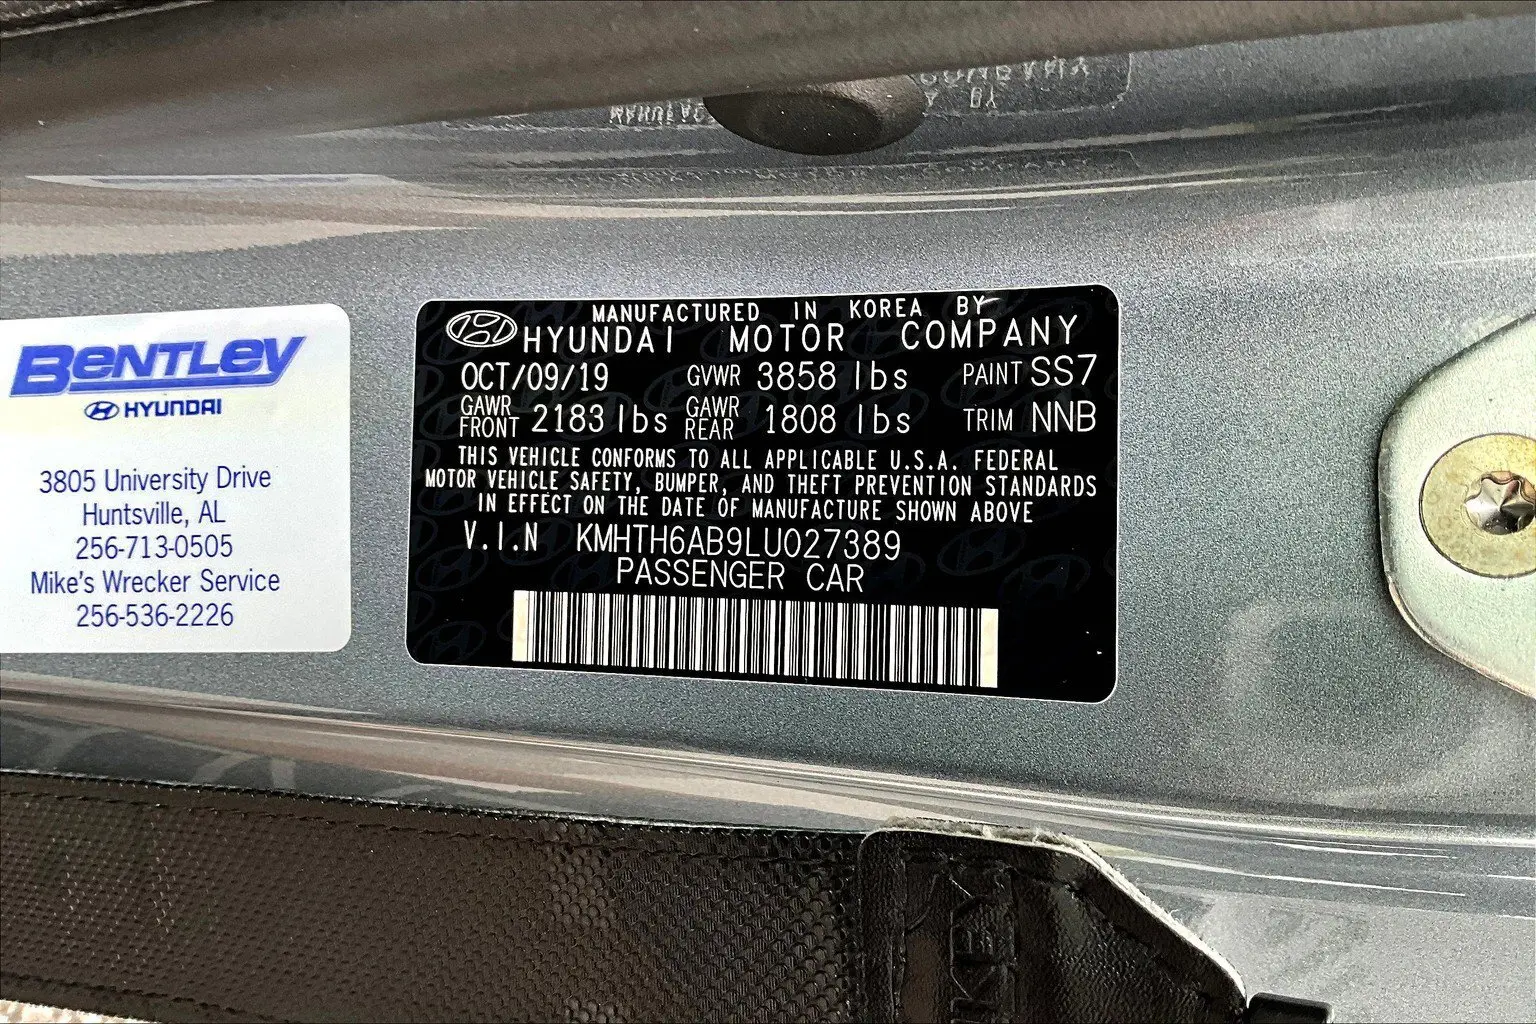 BENTLEY
HYUNDAI
3805 University Drive
Huntsville, AL
256-713-0505
Mike's Wrecker Service
256-536-2226
MANUFACTURED IN KOREA BY
HYUNDAI MOTOR COMPANY
OCT/09/19 GVWR 3858 lbs PAINT SS7
GAWR FRONT 2183 lbs GAWR REAR 1808 lbs TRIM NNB
THIS VEHICLE CONFORMS TO ALL APPLICABLE U.S.A. FEDERAL
MOTOR VEHICLE SAFETY, BUMPER, AND THEFT PREVENTION STANDARDS
IN EFFECT ON THE DATE OF MANUFACTURE SHOWN ABOVE
V.I.N KMHTH6AB9LU027389
PASSENGER CAR